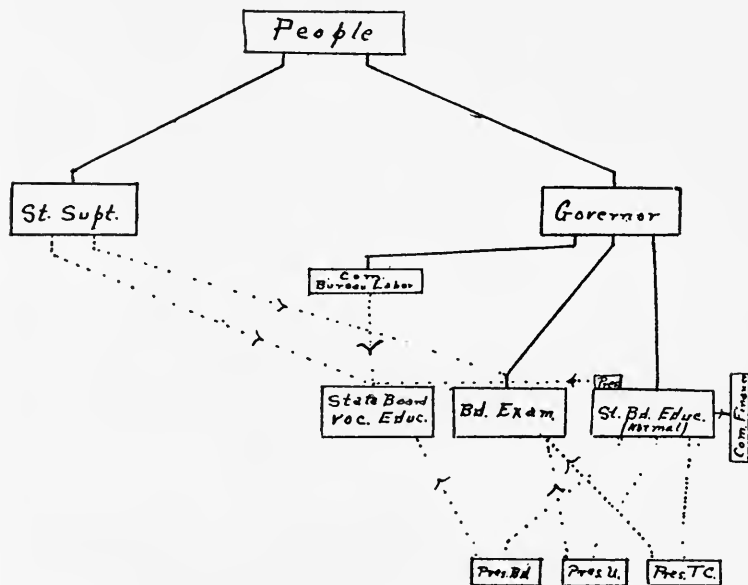 People
St. Supt.
Governor
Com.
Bureau Labor
State Board
Voc. Educ.
Bd. Exam.
Pres
St. Bd. Educ.
(Normal)
Com. Finance
Pres. Bd
Pres. U.
Pres. T.C.